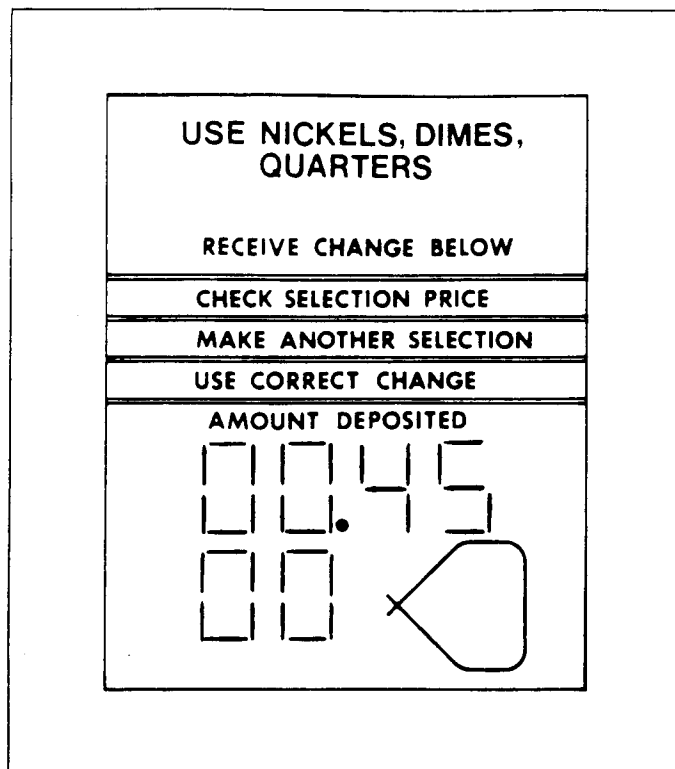 USE NICKELS, DIMES,
QUARTERS
RECEIVE CHANGE BELOW
CHECK SELECTION PRICE
MAKE ANOTHER SELECTION
USE CORRECT CHANGE
AMOUNT DEPOSITED
00.45
00